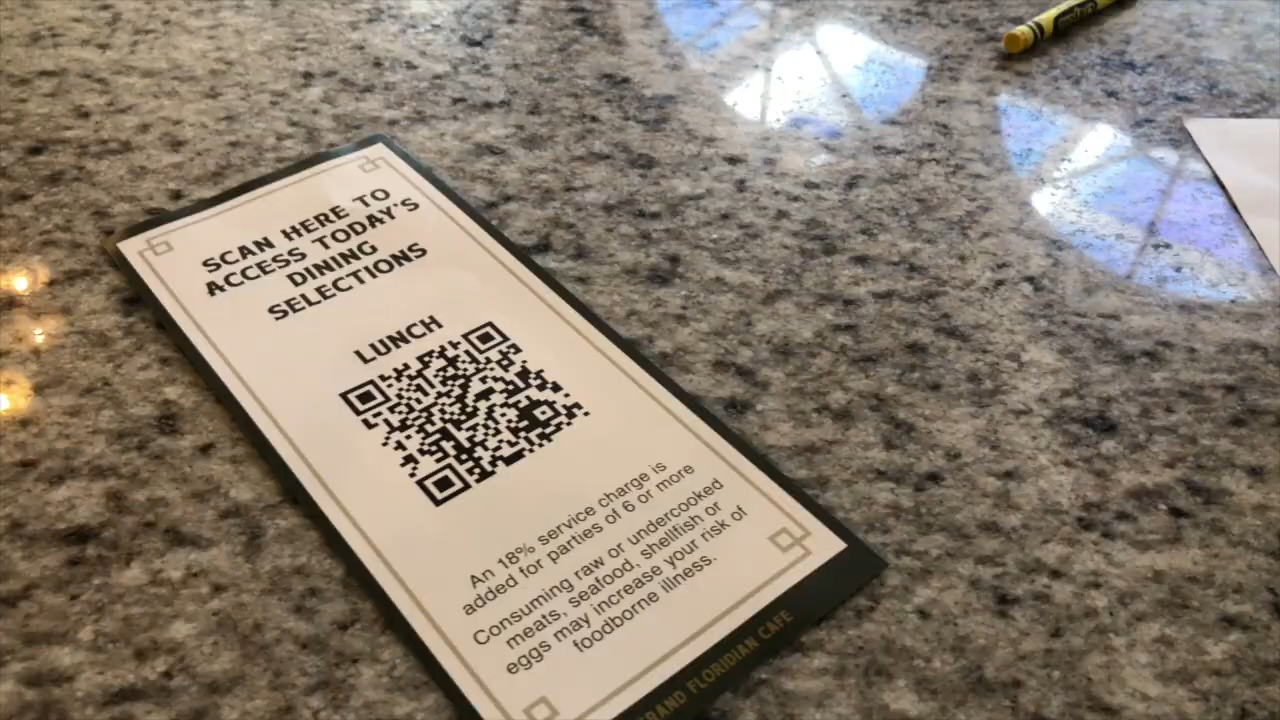 SCAN HERE TO
ACCESS TODAY'S
DINING
SELECTIONS
LUNCH
An 18% service charge is
added for parties of 6 or more
Consuming raw or undercooked
meats, seafood, shellfish or
eggs may increase your risk of
foodborne illness.
GRAND FLORIDIAN CAFE